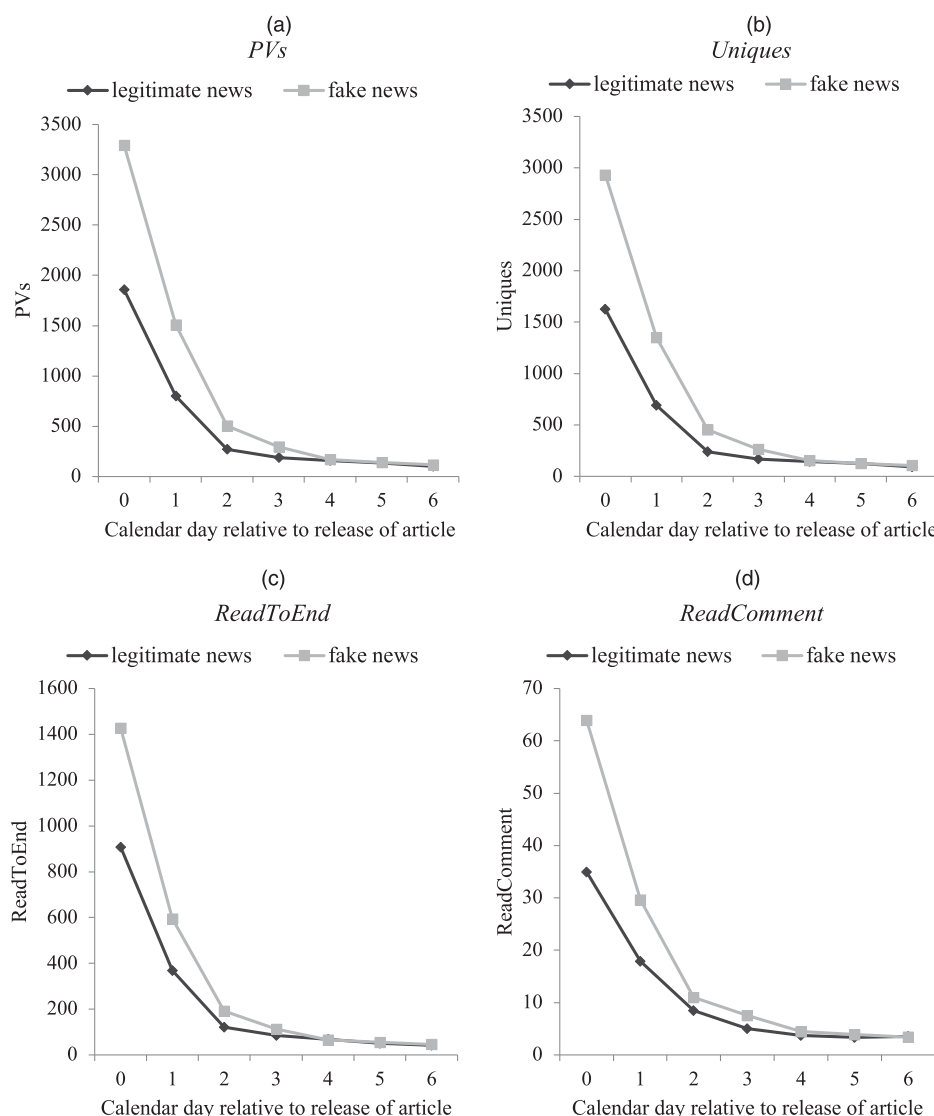 (a)
PVs
legitimate news fake news
3500
3000
2500
2000
1500
1000
500
0
PVs
0 1 2 3 4 5 6
Calendar day relative to release of article
(b)
Uniques
legitimate news fake news
3500
3000
2500
2000
1500
1000
500
0
Uniques
0 1 2 3 4 5 6
Calendar day relative to release of article
(c)
ReadToEnd
legitimate news fake news
1600
1400
1200
1000
800
600
400
200
0
ReadToEnd
0 1 2 3 4 5 6
Calendar day relative to release of article
(d)
ReadComment
legitimate news fake news
70
60
50
40
30
20
10
0
ReadComment
0 1 2 3 4 5 6
Calendar day relative to release of article